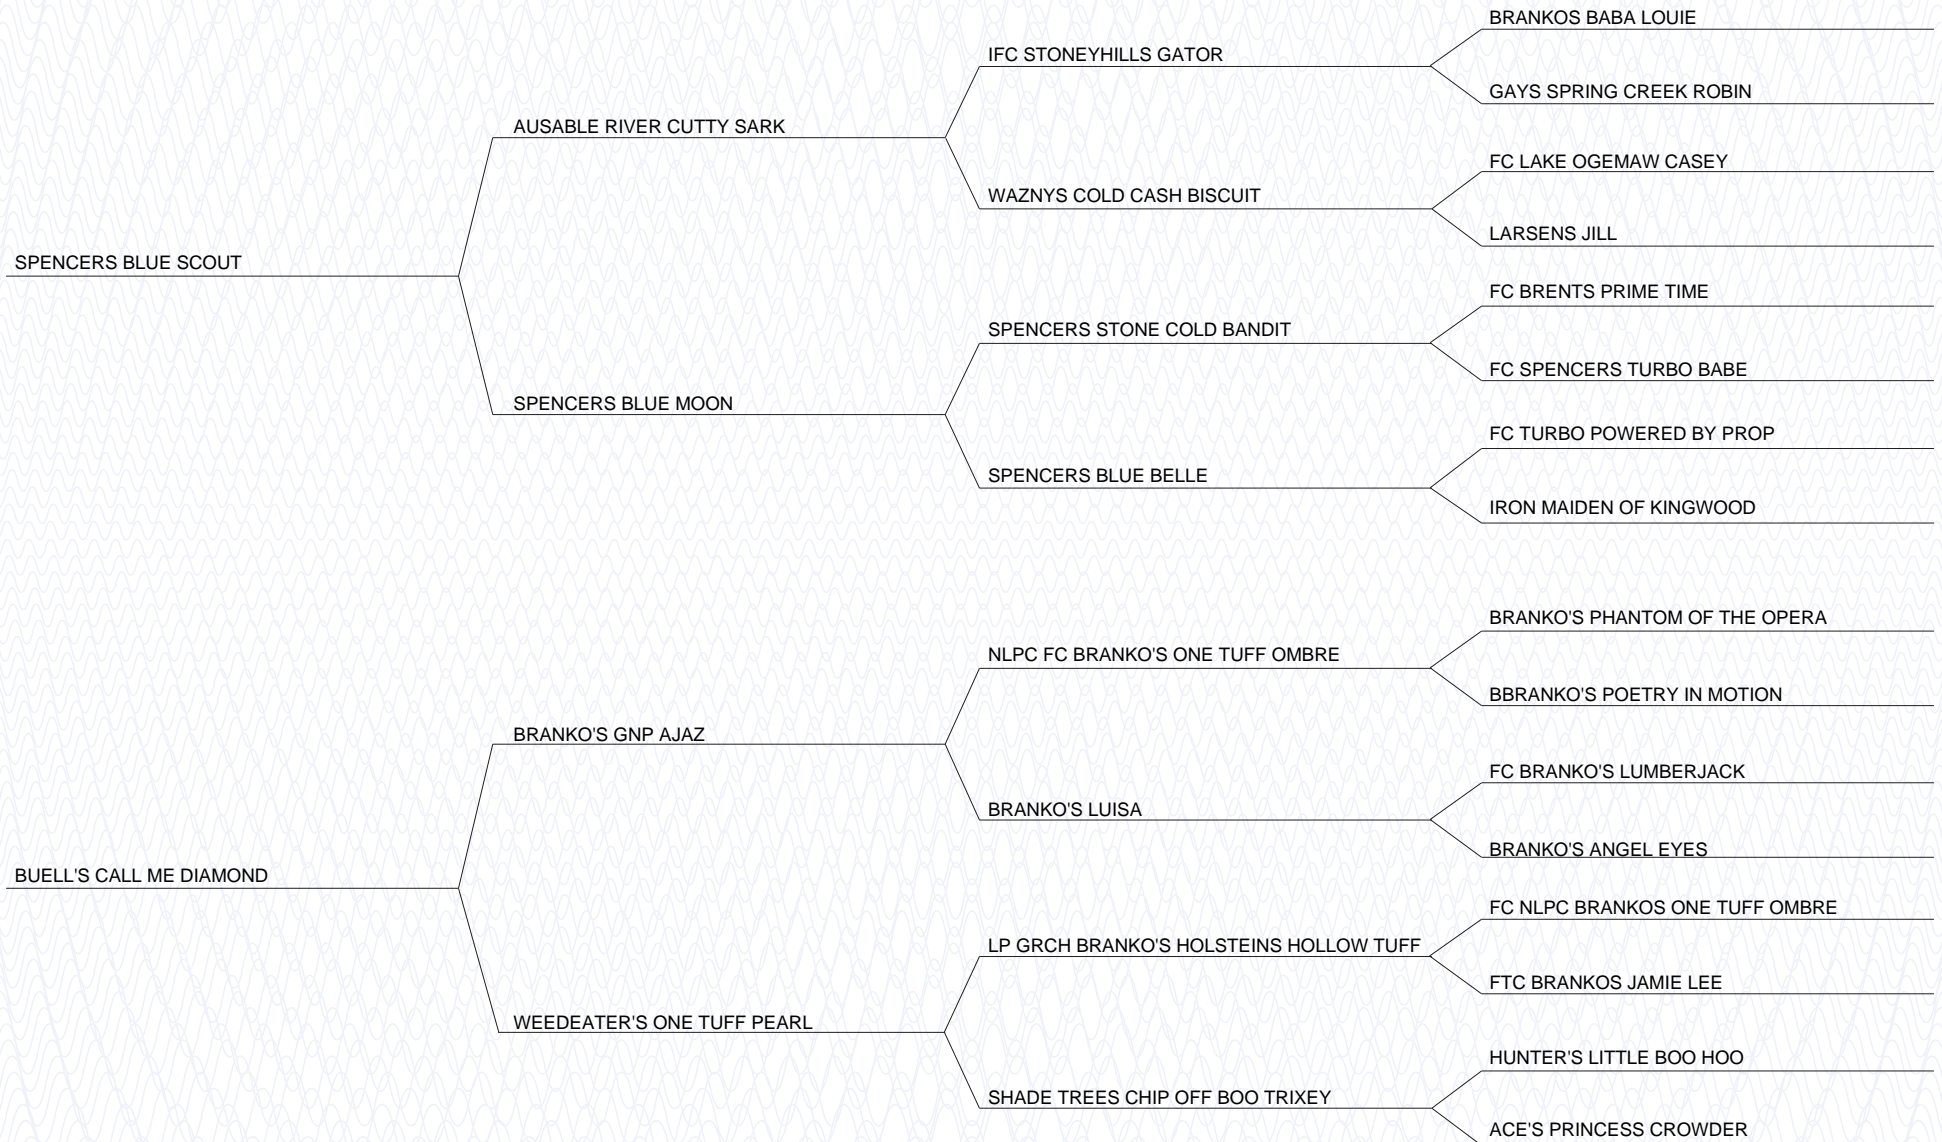 BRANKOS BABA LOUIE
IFC STONEYHILLS GATOR
GAYS SPRING CREEK ROBIN
AUSABLE RIVER CUTTY SARK
FC LAKE OGEMAW CASEY
WAZNYS COLD CASH BISCUIT
LARSENS JILL
SPENCERS BLUE SCOUT
FC BRENTS PRIME TIME
SPENCERS STONE COLD BANDIT
FC SPENCERS TURBO BABE
SPENCERS BLUE MOON
FC TURBO POWERED BY PROP
SPENCERS BLUE BELLE
IRON MAIDEN OF KINGWOOD
BRANKO'S PHANTOM OF THE OPERA
NLPC FC BRANKO'S ONE TUFF OMBRE
BBRANKO'S POETRY IN MOTION
BRANKO'S GNP AJAZ
FC BRANKO'S LUMBERJACK
BRANKO'S LUISA
BRANKO'S ANGEL EYES
BUELL'S CALL ME DIAMOND
FC NLPC BRANKOS ONE TUFF OMBRE
LP GRCH BRANKO'S HOLSTEINS HOLLOW TUFF
FTC BRANKOS JAMIE LEE
WEEDEATER'S ONE TUFF PEARL
HUNTER'S LITTLE BOO HOO
SHADE TREES CHIP OFF BOO TRIXEY
ACE'S PRINCESS CROWDER